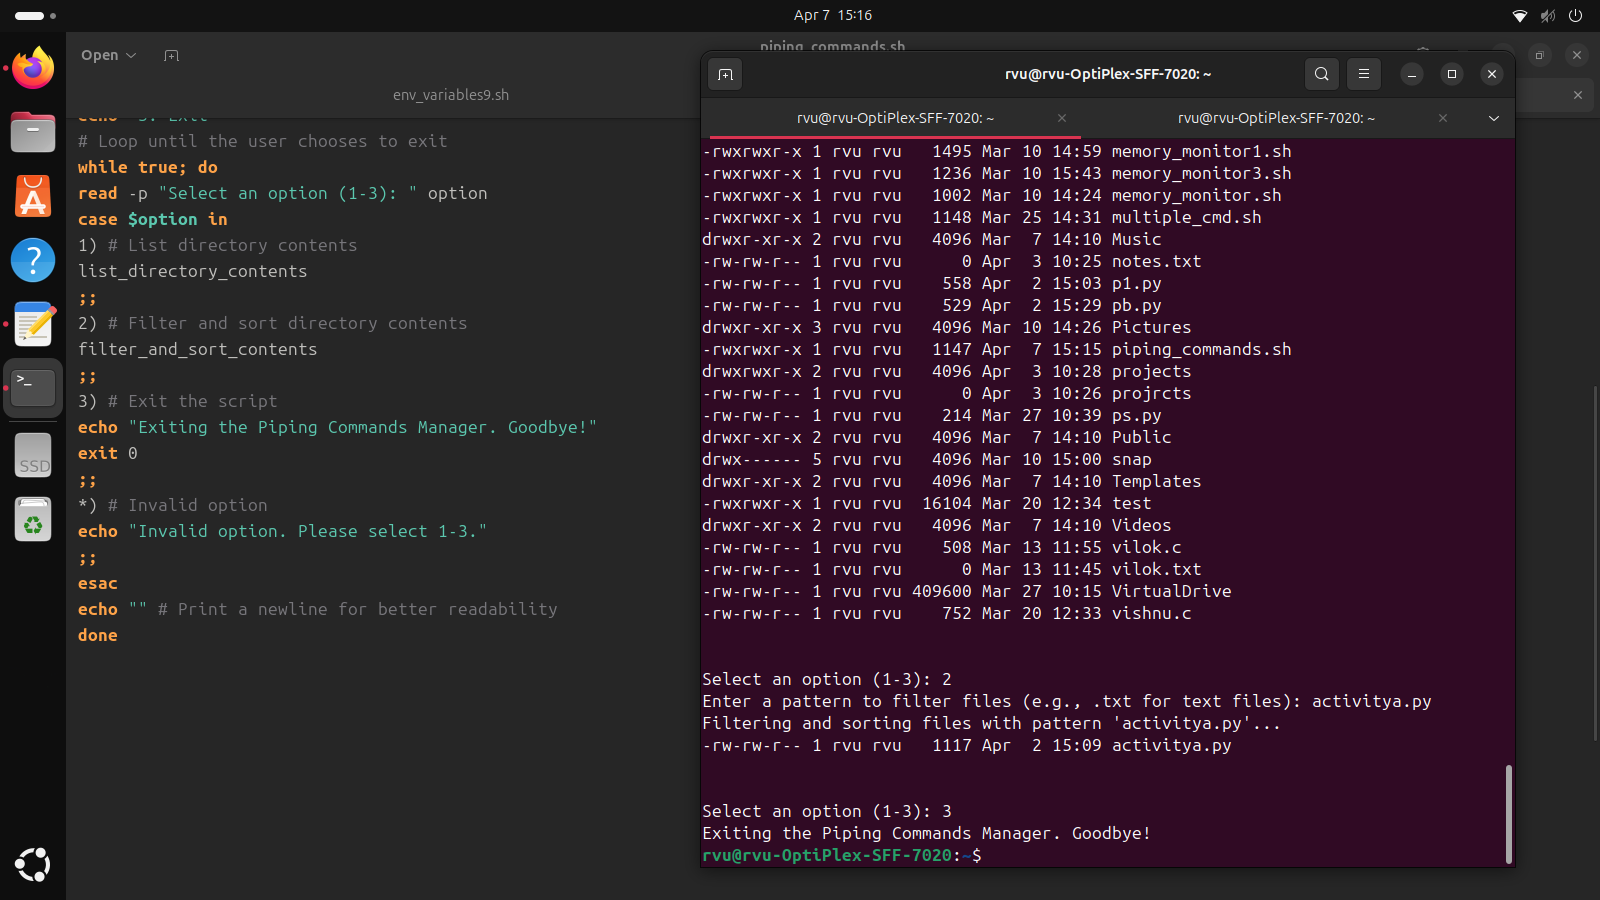 Apr 7 15:16
Open
piping_commands.sh
env_variables9.sh
echo "3. Exit"
# Loop until the user chooses to exit
while true; do
read -p "Select an option (1-3): " option
case $option in
1) # List directory contents
list_directory_contents
;;
2) # Filter and sort directory contents
filter_and_sort_contents
;;
3) # Exit the script
echo "Exiting the Piping Commands Manager. Goodbye!"
exit 0
;;
*) # Invalid option
echo "Invalid option. Please select 1-3."
;;
esac
echo "" # Print a newline for better readability
done
SSD
rvu@rvu-OptiPlex-SFF-7020: ~
rvu@rvu-OptiPlex-SFF-7020: ~
rvu@rvu-OptiPlex-SFF-7020: ~
-rwxrwxr-x 1 rvu rvu   1495 Mar 10 14:59 memory_monitor1.sh
-rwxrwxr-x 1 rvu rvu   1236 Mar 10 15:43 memory_monitor3.sh
-rwxrwxr-x 1 rvu rvu   1002 Mar 10 14:24 memory_monitor.sh
-rwxrwxr-x 1 rvu rvu   1148 Mar 25 14:31 multiple_cmd.sh
drwxr-xr-x 2 rvu rvu   4096 Mar  7 14:10 Music
-rw-rw-r-- 1 rvu rvu      0 Apr  3 10:25 notes.txt
-rw-rw-r-- 1 rvu rvu    558 Apr  2 15:03 p1.py
-rw-rw-r-- 1 rvu rvu    529 Apr  2 15:29 pb.py
drwxr-xr-x 3 rvu rvu   4096 Mar 10 14:26 Pictures
-rwxrwxr-x 1 rvu rvu   1147 Apr  7 15:15 piping_commands.sh
drwxrwxr-x 2 rvu rvu   4096 Apr  3 10:28 projects
-rw-rw-r-- 1 rvu rvu      0 Apr  3 10:26 projrcts
-rw-rw-r-- 1 rvu rvu    214 Mar 27 10:39 ps.py
drwxr-xr-x 2 rvu rvu   4096 Mar  7 14:10 Public
drwx------ 5 rvu rvu   4096 Mar 10 15:00 snap
drwxr-xr-x 2 rvu rvu   4096 Mar  7 14:10 Templates
-rwxrwxr-x 1 rvu rvu  16104 Mar 20 12:34 test
drwxr-xr-x 2 rvu rvu   4096 Mar  7 14:10 Videos
-rw-rw-r-- 1 rvu rvu    508 Mar 13 11:55 vilok.c
-rw-rw-r-- 1 rvu rvu      0 Mar 13 11:45 vilok.txt
-rw-rw-r-- 1 rvu rvu 409600 Mar 27 10:15 VirtualDrive
-rw-rw-r-- 1 rvu rvu    752 Mar 20 12:33 vishnu.c
Select an option (1-3): 2
Enter a pattern to filter files (e.g., .txt for text files): activitya.py
Filtering and sorting files with pattern 'activitya.py'...
-rw-rw-r-- 1 rvu rvu   1117 Apr  2 15:09 activitya.py
Select an option (1-3): 3
Exiting the Piping Commands Manager. Goodbye!
rvu@rvu-OptiPlex-SFF-7020:~$